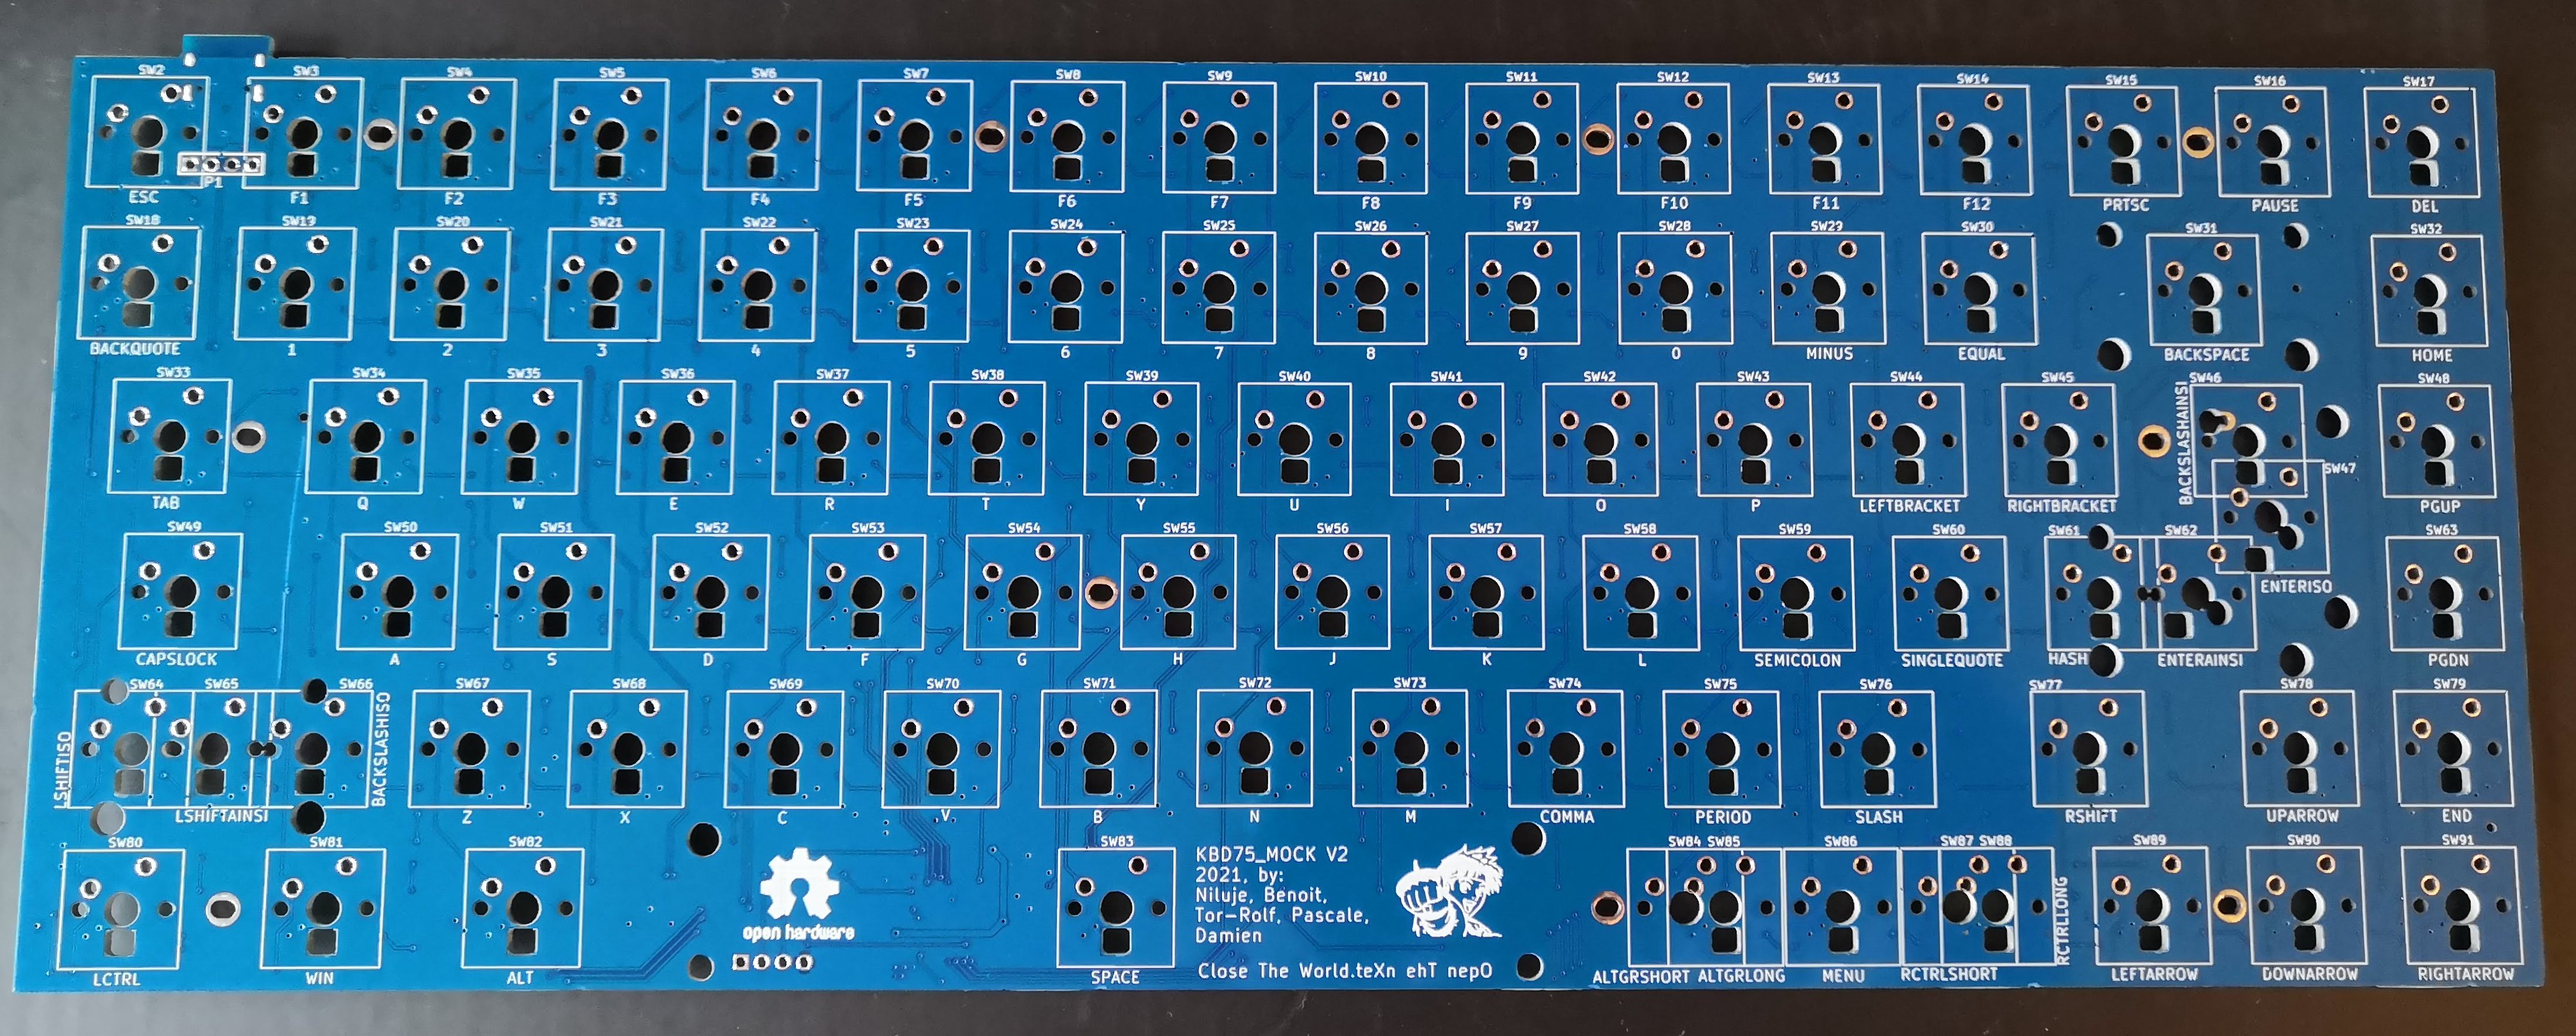 SW2 SW3 SW4 SW5 SW6 SW7 SW8 SW9 SW10 SW11 SW12 SW13 SW14 SW15 SW16 SW17
P1
ESC F1 F2 F3 F4 F5 F6 F7 F8 F9 F10 F11 F12 PRTSC PAUSE DEL
SW18 SW19 SW20 SW21 SW22 SW23 SW24 SW25 SW26 SW27 SW28 SW29 SW30 SW31 SW32
BACKQUOTE 1 2 3 4 5 6 7 8 9 0 MINUS EQUAL BACKSPACE HOME
SW33 SW34 SW35 SW36 SW37 SW38 SW39 SW40 SW41 SW42 SW43 SW44 SW45 SW46 SW48
BACKSLASHAINSI
SW47
TAB Q W E R T Y U I O P LEFTBRACKET RIGHTBRACKET PGUP
SW49 SW50 SW51 SW52 SW53 SW54 SW55 SW56 SW57 SW58 SW59 SW60 SW61 SW62 SW63
ENTERISO
CAPSLOCK A S D F G H J K L SEMICOLON SINGLEQUOTE HASH ENTERAINSI PGDN
SW64 SW65 SW66 SW67 SW68 SW69 SW70 SW71 SW72 SW73 SW74 SW75 SW76 SW77 SW78 SW79
LSHIFTISO
BACKSLASHISO
LSHIFTAINSI Z X C V B N M COMMA PERIOD SLASH RSHIFT UPARROW END
SW80 SW81 SW82 SW83 SW84 SW85 SW86 SW87 SW88 SW89 SW90 SW91
open hardware
KBD75_MOCK V2
2021, by:
Niluje, Benoit,
Tor-Rolf, Pascale,
Damien
Close The World.teXn ehT nepO
RCTRLLONG
LCTRL WIN ALT SPACE ALTGRSHORT ALTGRLONG MENU RCTRLSHORT LEFTARROW DOWNARROW RIGHTARROW